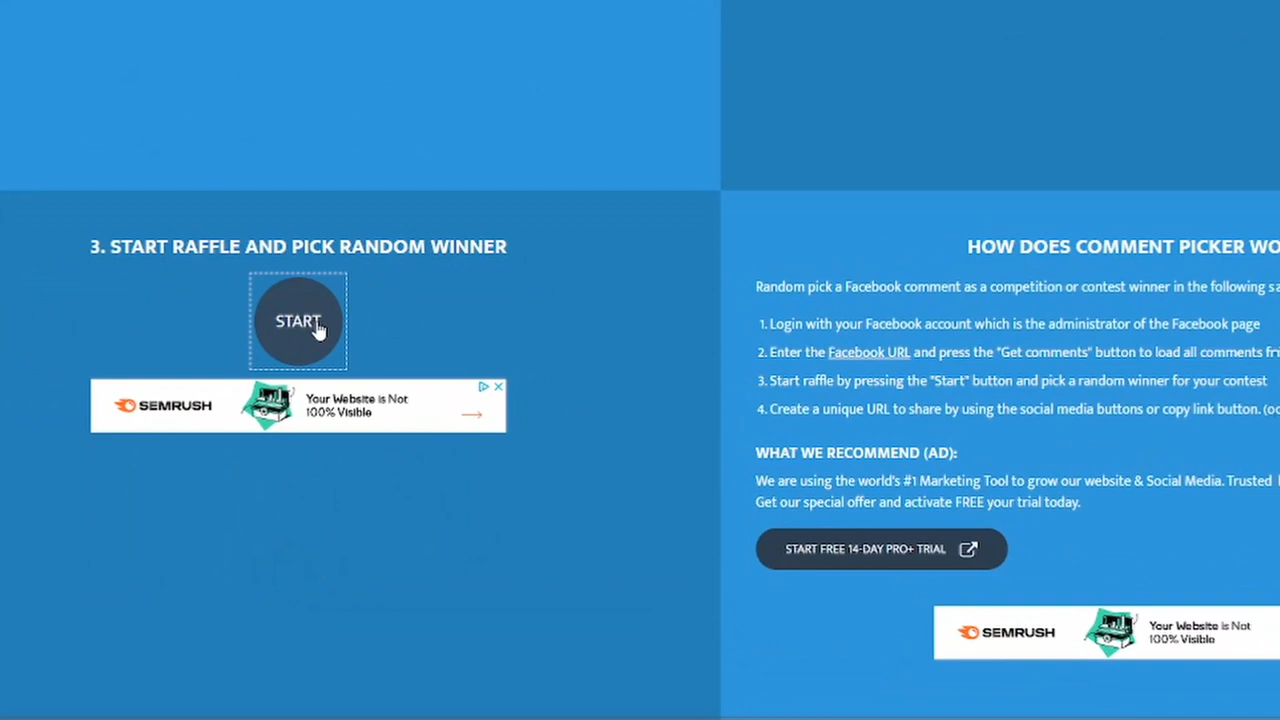 3. START RAFFLE AND PICK RANDOM WINNER
START
SEMRUSH
Your Website is Not
100% Visible
HOW DOES COMMENT PICKER WO
Random pick a Facebook comment as a competition or contest winner in the following
1. Login with your Facebook account which is the administrator of the Facebook page
2. Enter the Facebook URL and press the "Get comments" button to load all comments
3. Start raffle by pressing the "Start" button and pick a random winner for your contest
4. Create a unique URL to share by using the social media buttons or copy link button.
WHAT WE RECOMMEND (AD):
We are using the world's #1 Marketing Tool to grow our website & Social Media. Trusted
Get our special offer and activate FREE your trial today.
START FREE 14-DAY PRO+ TRIAL
SEMRUSH
Your Website is Not
100% Visible